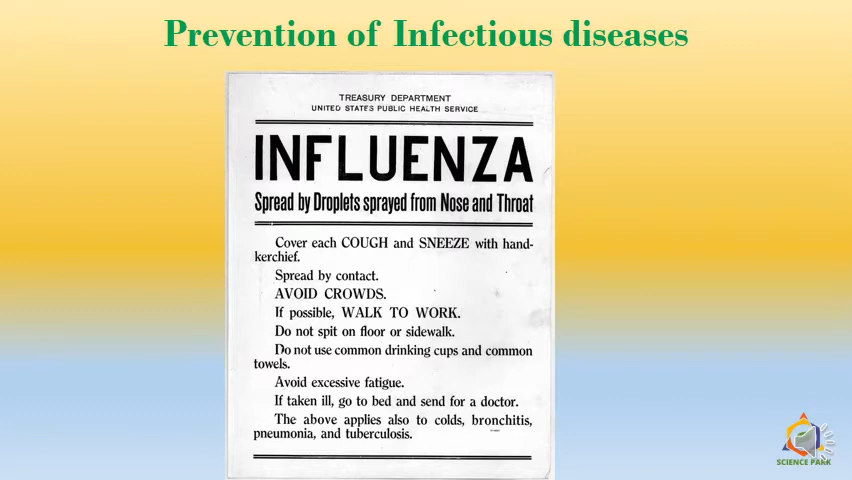 Prevention of Infectious diseases
TREASURY DEPARTMENT
UNITED STATES PUBLIC HEALTH SERVICE
INFLUENZA
Spread by Droplets sprayed from Nose and Throat
Cover each COUGH and SNEEZE with hand-
kerchief.
Spread by contact.
AVOID CROWDS.
If possible, WALK TO WORK.
Do not spit on floor or sidewalk.
Do not use common drinking cups and common
towels.
Avoid excessive fatigue.
If taken ill, go to bed and send for a doctor.
The above applies also to colds, bronchitis,
pneumonia, and tuberculosis.
SCIENCE PARK